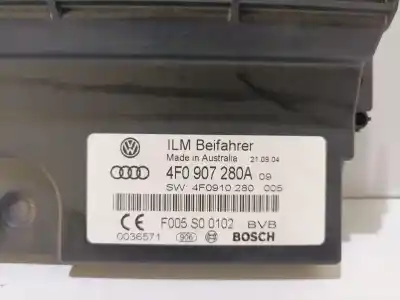 ILM Beifahrer
Made in Australia 21.09.04
4F0 907 280A 09
SW: 4F0910 280 005
F005 S0 0102 BVB
0036571 BOSCH